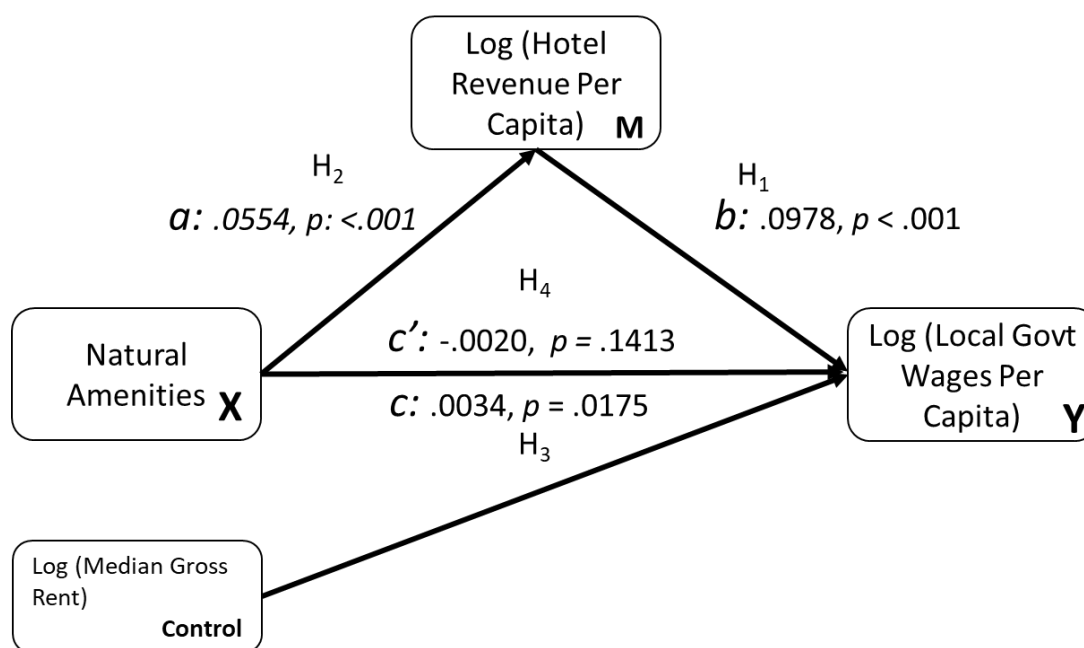 Log (Hotel
Revenue Per
Capita) M
H2
a: .0554, p: <.001
H1
b: .0978, p < .001
H4
Natural
Amenities X
c’: -.0020, p = .1413
c: .0034, p = .0175
H3
Log (Local Govt
Wages Per
Capita) Y
Log (Median Gross
Rent)
Control